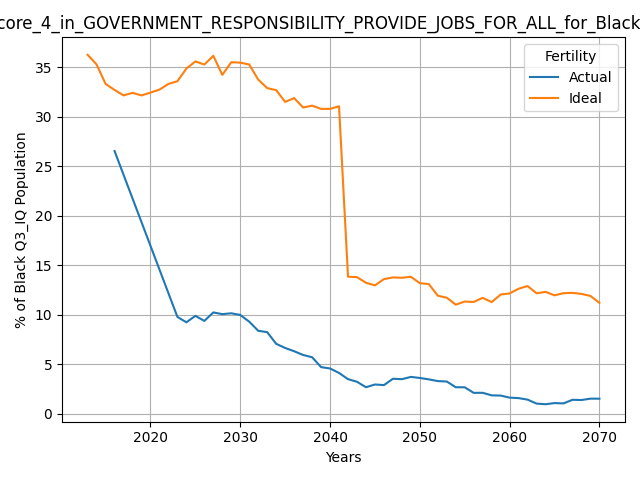 core_4_in_GOVERNMENT_RESPONSIBILITY_PROVIDE_JOBS_FOR_ALL_for_Black
Fertility
Actual
Ideal
% of Black Q3_IQ Population
35
30
25
20
15
10
5
0
2020 2030 2040 2050 2060 2070
Years